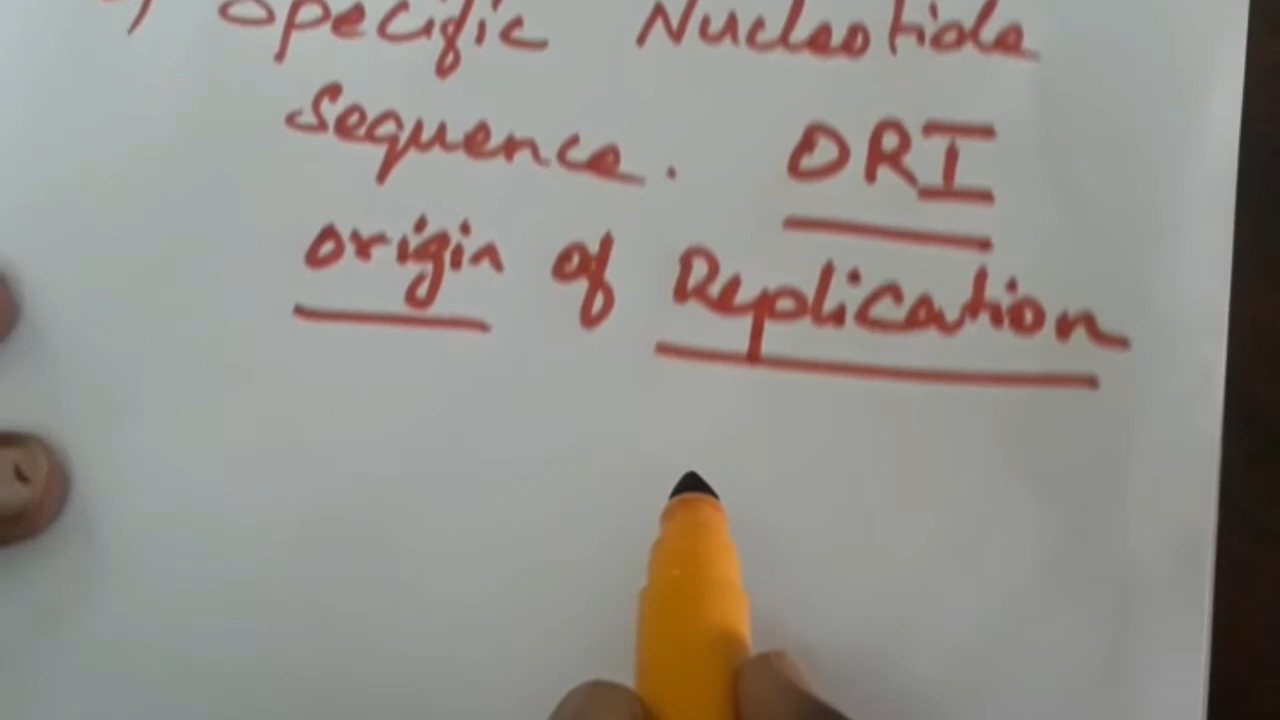 ) Specific Nucleotide
Sequence. ORI
Origin of Replication